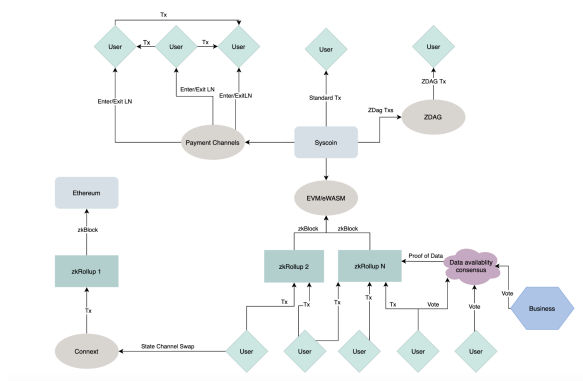 Tx
User
Tx
User
Tx
User
User
User
Enter/Exit LN
Enter/Exit LN
Enter/ExitLN
Standard Tx
ZDAG Tx
ZDag Txs
ZDAG
Payment Channels
Syscoin
Ethereum
EVM/eWASM
zkBlock
zkBlock
zkBlock
zkRollup 1
zkRollup 2
zkRollup N
Proof of Data
Data availablity
consensus
Tx
Tx
Tx
Tx
Tx
Tx
Vote
Vote
Vote
Business
Connext
State Channel Swap
User
User
User
User
User